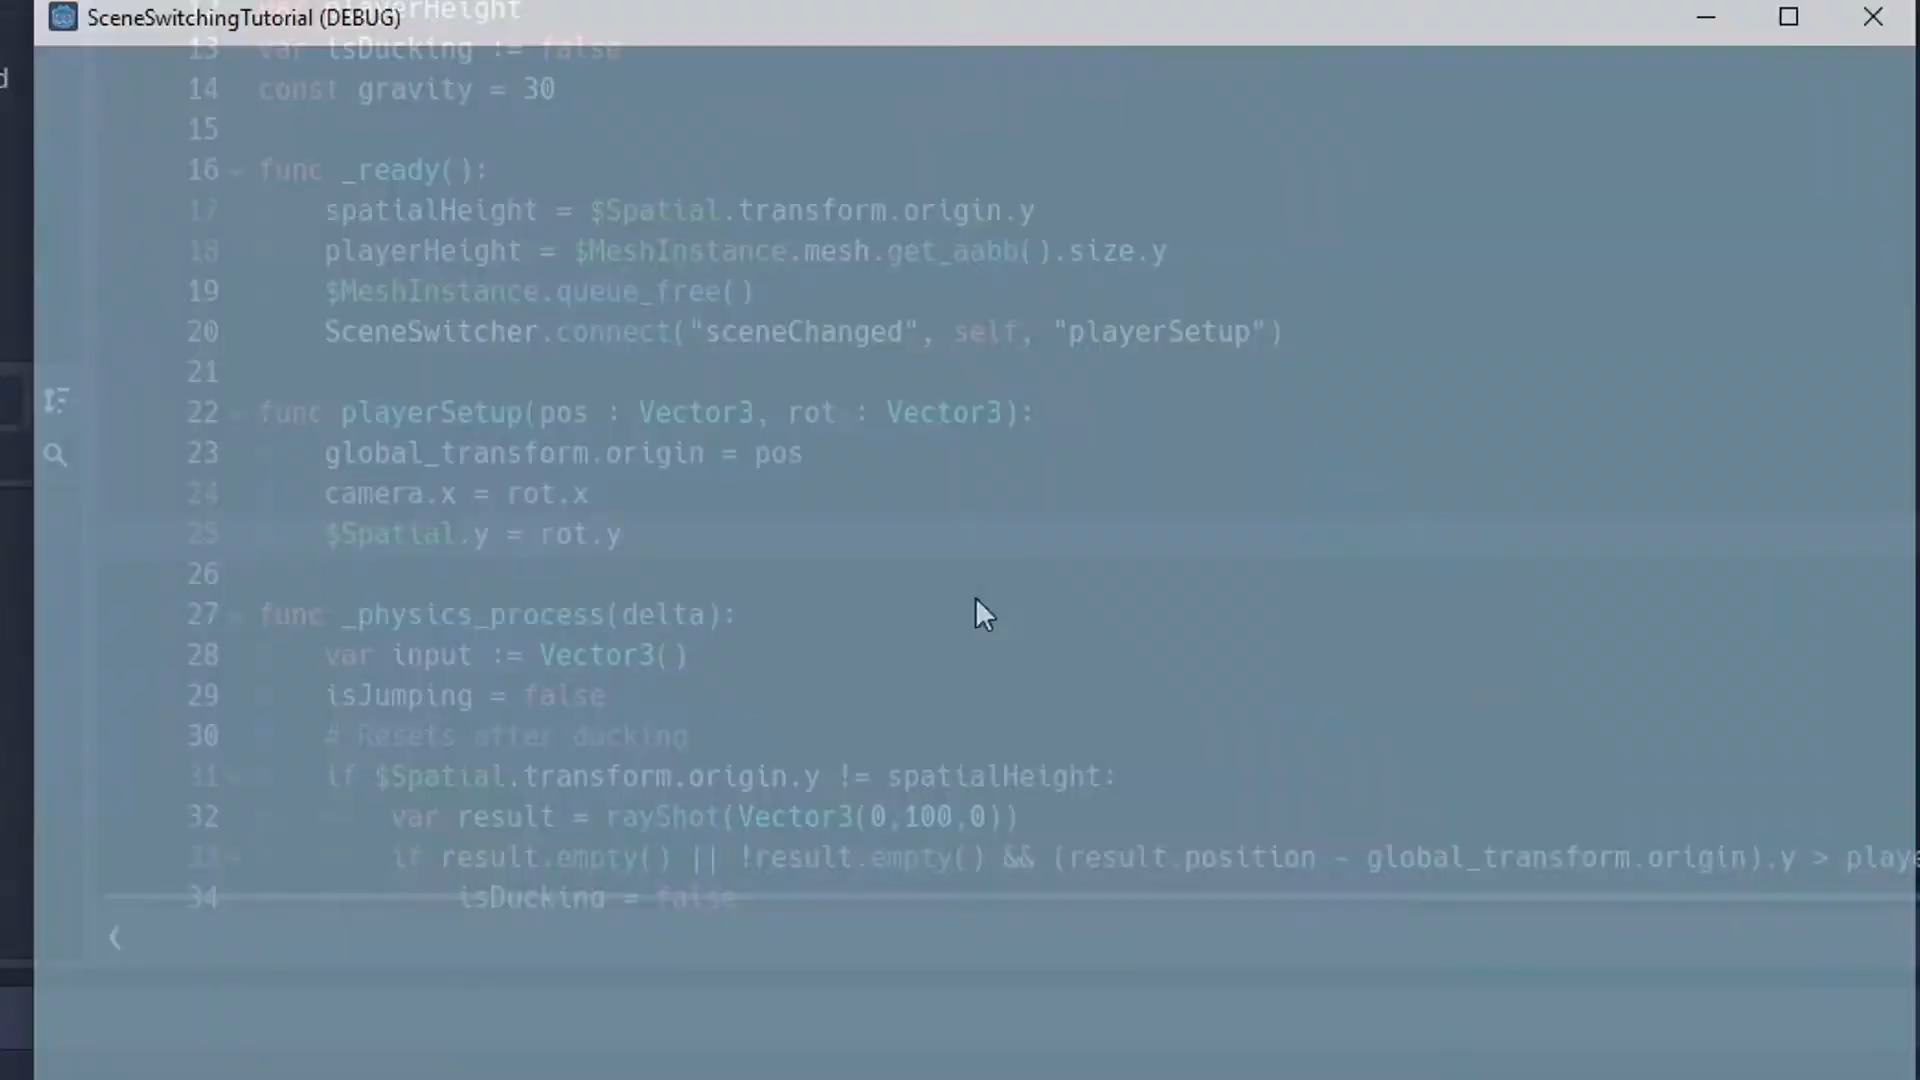 SceneSwitchingTutorial (DEBUG)
playerHeight
13 var isDucking := false
14 const gravity = 30
15
16 func _ready():
17 spatialHeight = $Spatial.transform.origin.y
18 playerHeight = $MeshInstance.mesh.get_aabb().size.y
19 $MeshInstance.queue_free()
20 SceneSwitcher.connect("sceneChanged", self, "playerSetup")
21
22 func playerSetup(pos : Vector3, rot : Vector3):
23 global_transform.origin = pos
24 camera.x = rot.x
25 $Spatial.y = rot.y
26
27 func _physics_process(delta):
28 var input := Vector3()
29 isJumping = false
30 # Resets after ducking
31 if $Spatial.transform.origin.y != spatialHeight:
32 var result = rayShot(Vector3(0,100,0))
33 if result.empty() || !result.empty() && (result.position - global_transform.origin).y > playe
34 isDucking = false